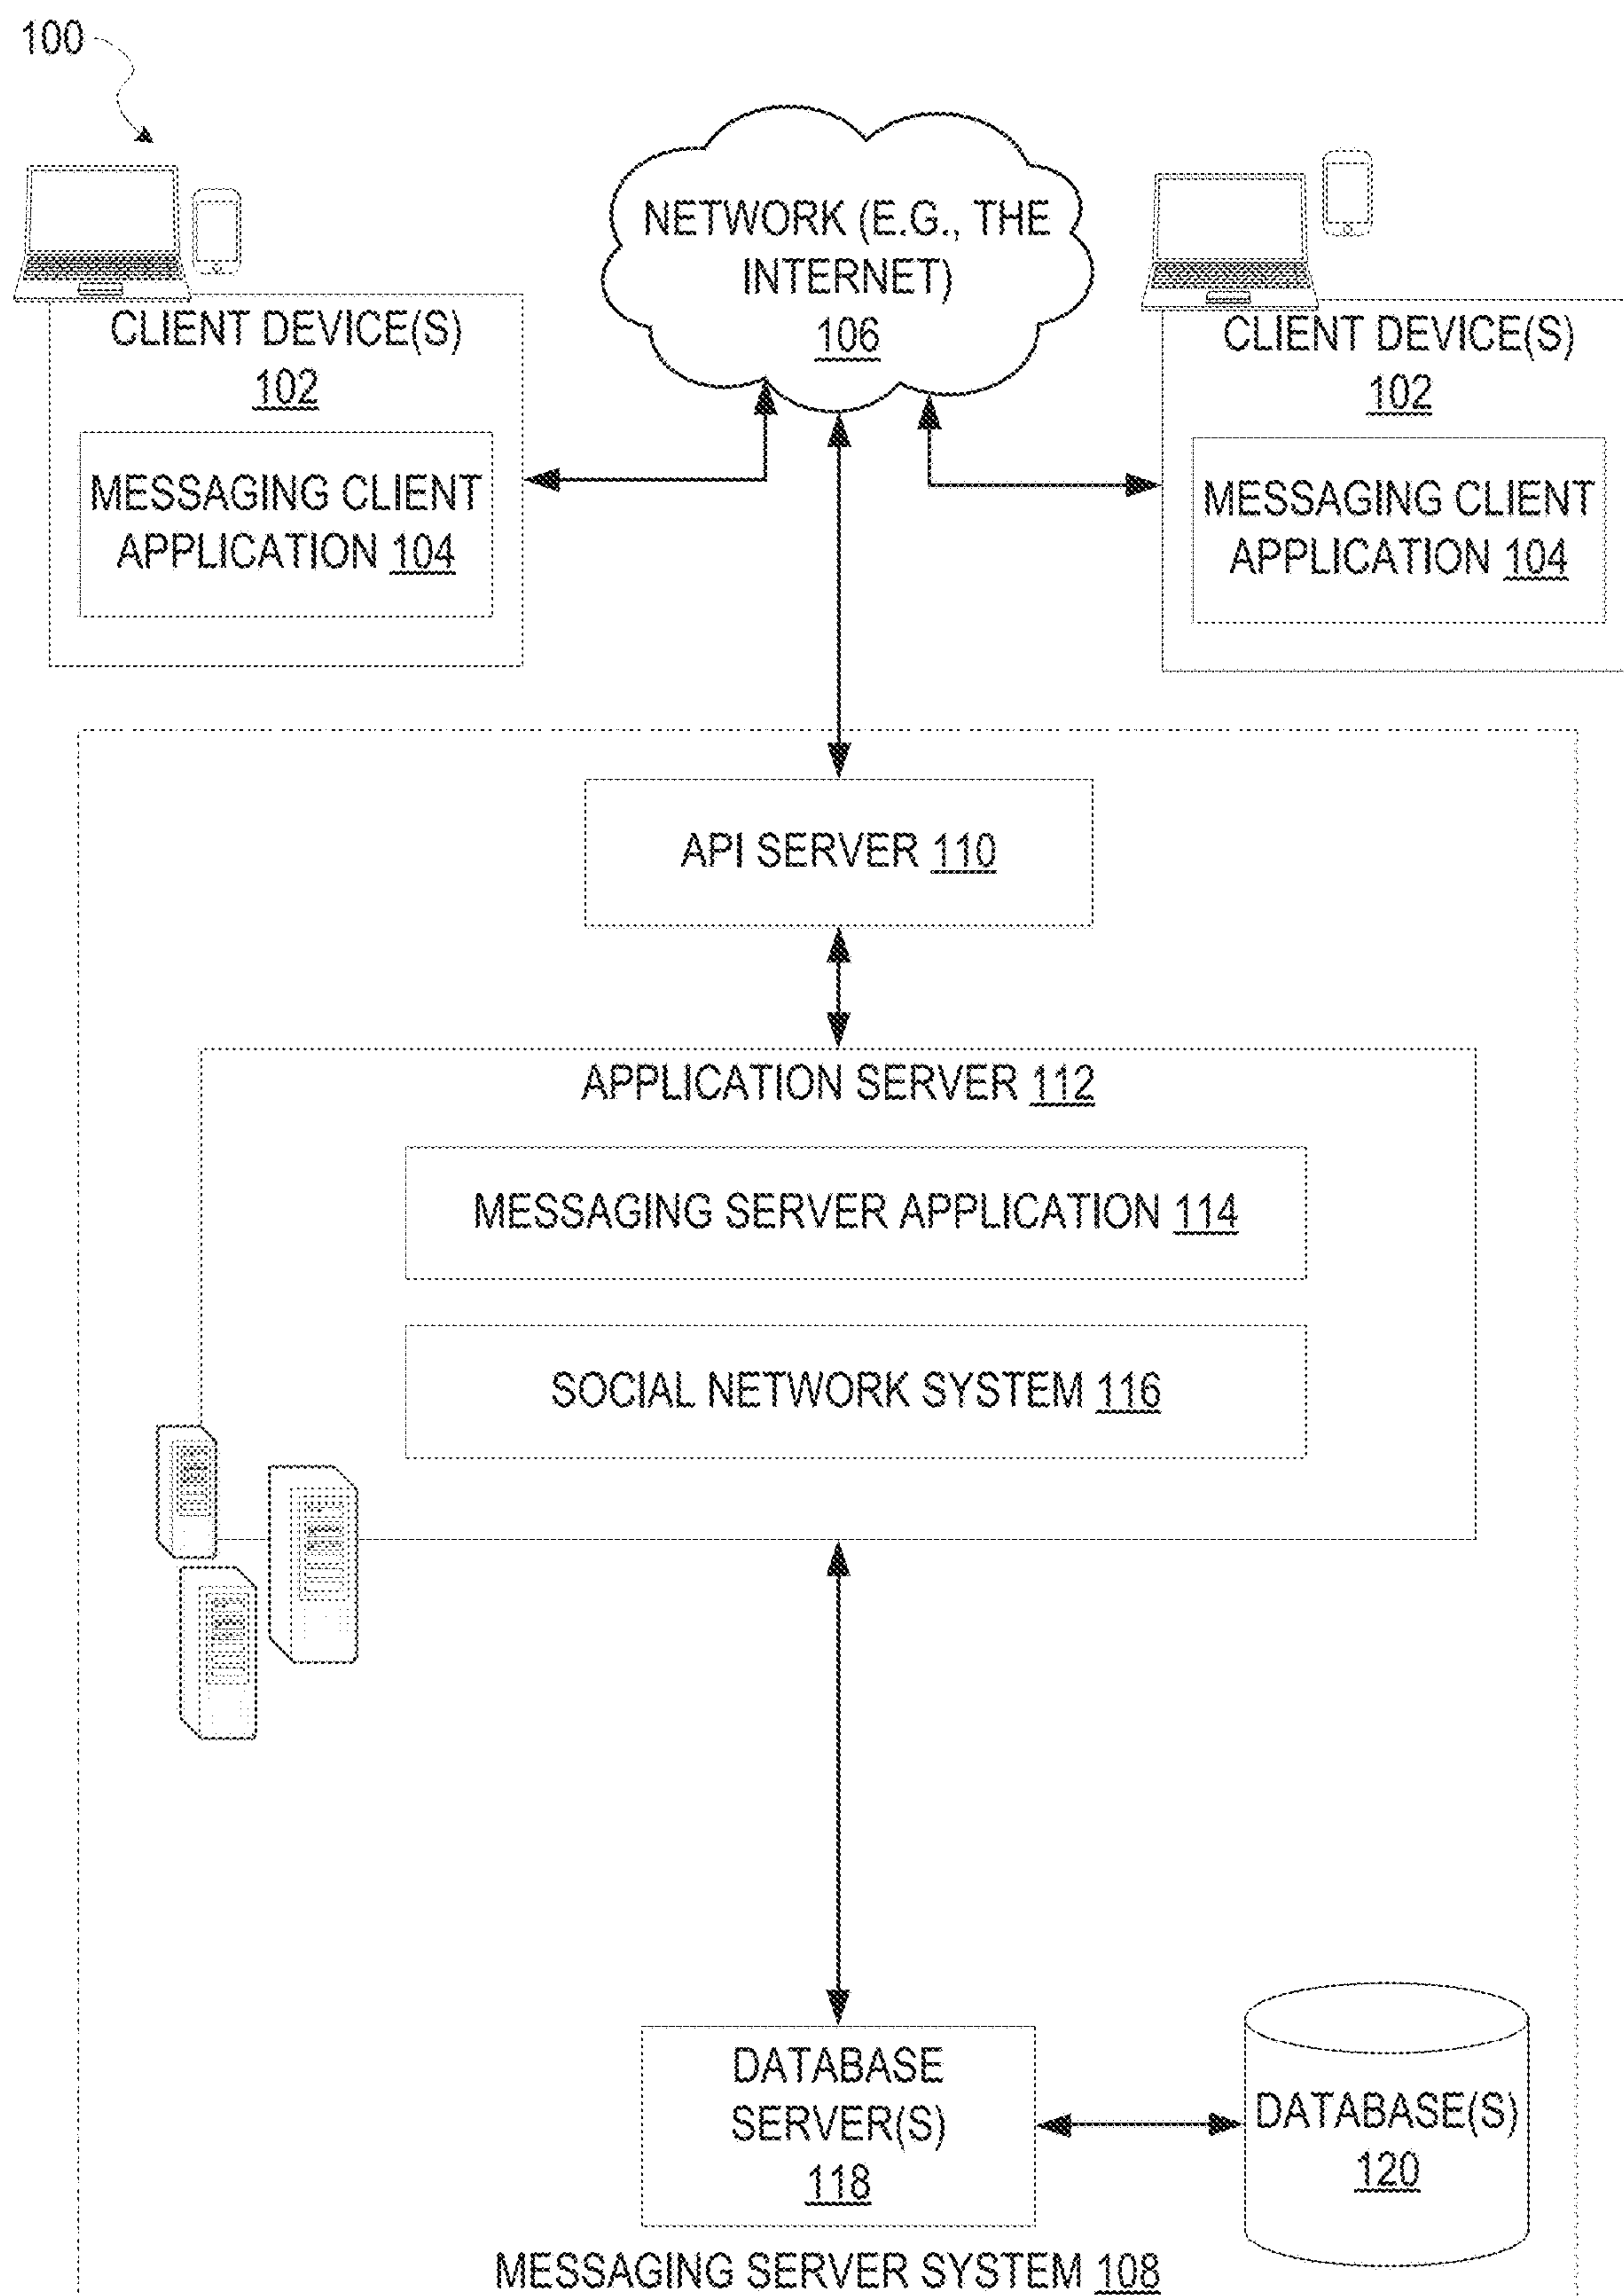 100
NETWORK (E.G., THE
INTERNET)
106
CLIENT DEVICE(S)
102
MESSAGING CLIENT
APPLICATION 104
CLIENT DEVICE(S)
102
MESSAGING CLIENT
APPLICATION 104
API SERVER 110
APPLICATION SERVER 112
MESSAGING SERVER APPLICATION 114
SOCIAL NETWORK SYSTEM 116
DATABASE
SERVER(S)
118
DATABASE(S)
120
MESSAGING SERVER SYSTEM 108